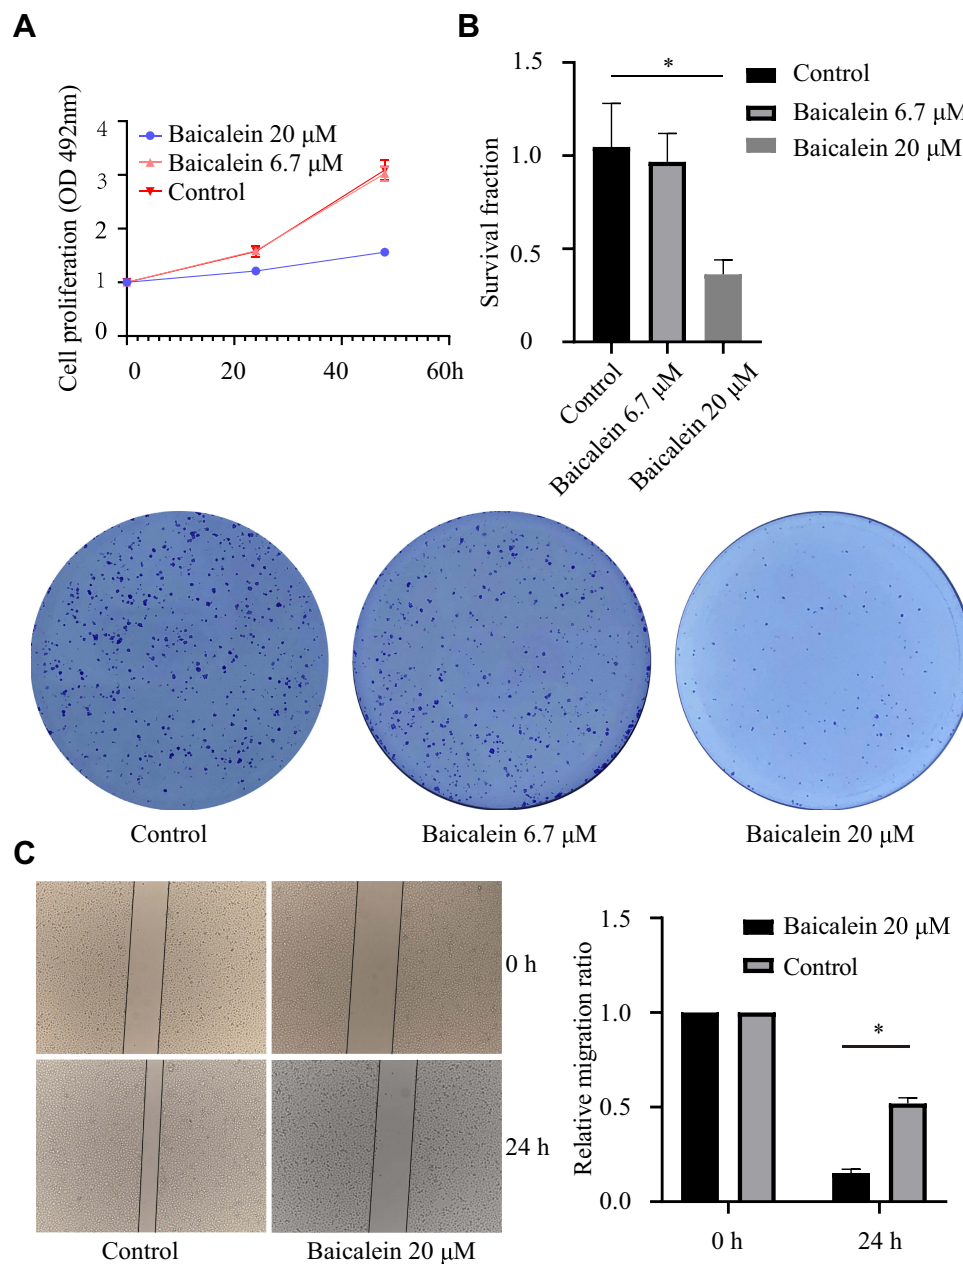 A
Cell proliferation (OD 492nm)
4
3
2
1
0
0
20
40
60h
Baicalein 20 μM
Baicalein 6.7 μM
Control
B
Survival fraction
1.5
1.0
0.5
0
*
Control
Baicalein 6.7 μM
Baicalein 20 μM
Control
Baicalein 6.7 μM
Baicalein 20 μM
Control
Baicalein 6.7 μM
Baicalein 20 μM
C
0 h
24 h
Control
Baicalein 20 μM
Relative migration ratio
1.5
1.0
0.5
0.0
Baicalein 20 μM
Control
*
0 h
24 h